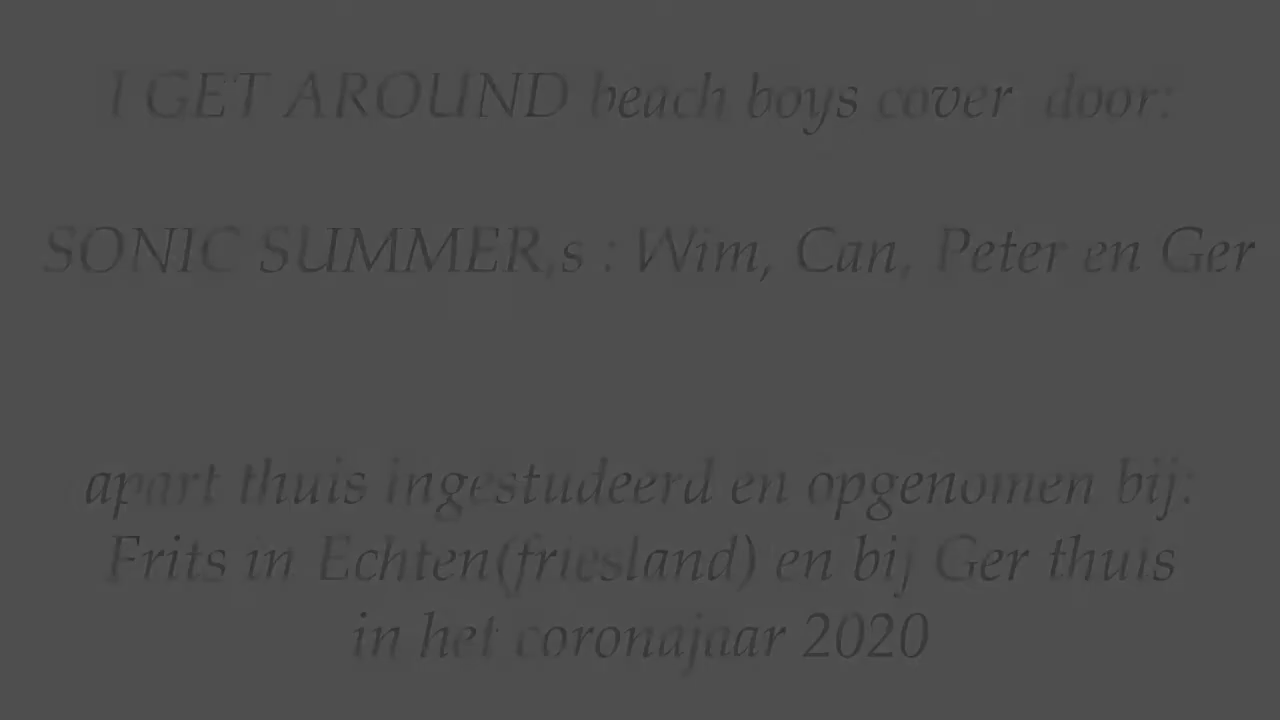 I GET AROUND beach boys cover door:
SONIC SUMMER,s : Wim, Can, Peter en Ger
apart thuis ingestudeerd en opgenomen bij:
Frits in Echten(friesland) en bij Ger thuis
in het coronajaar 2020